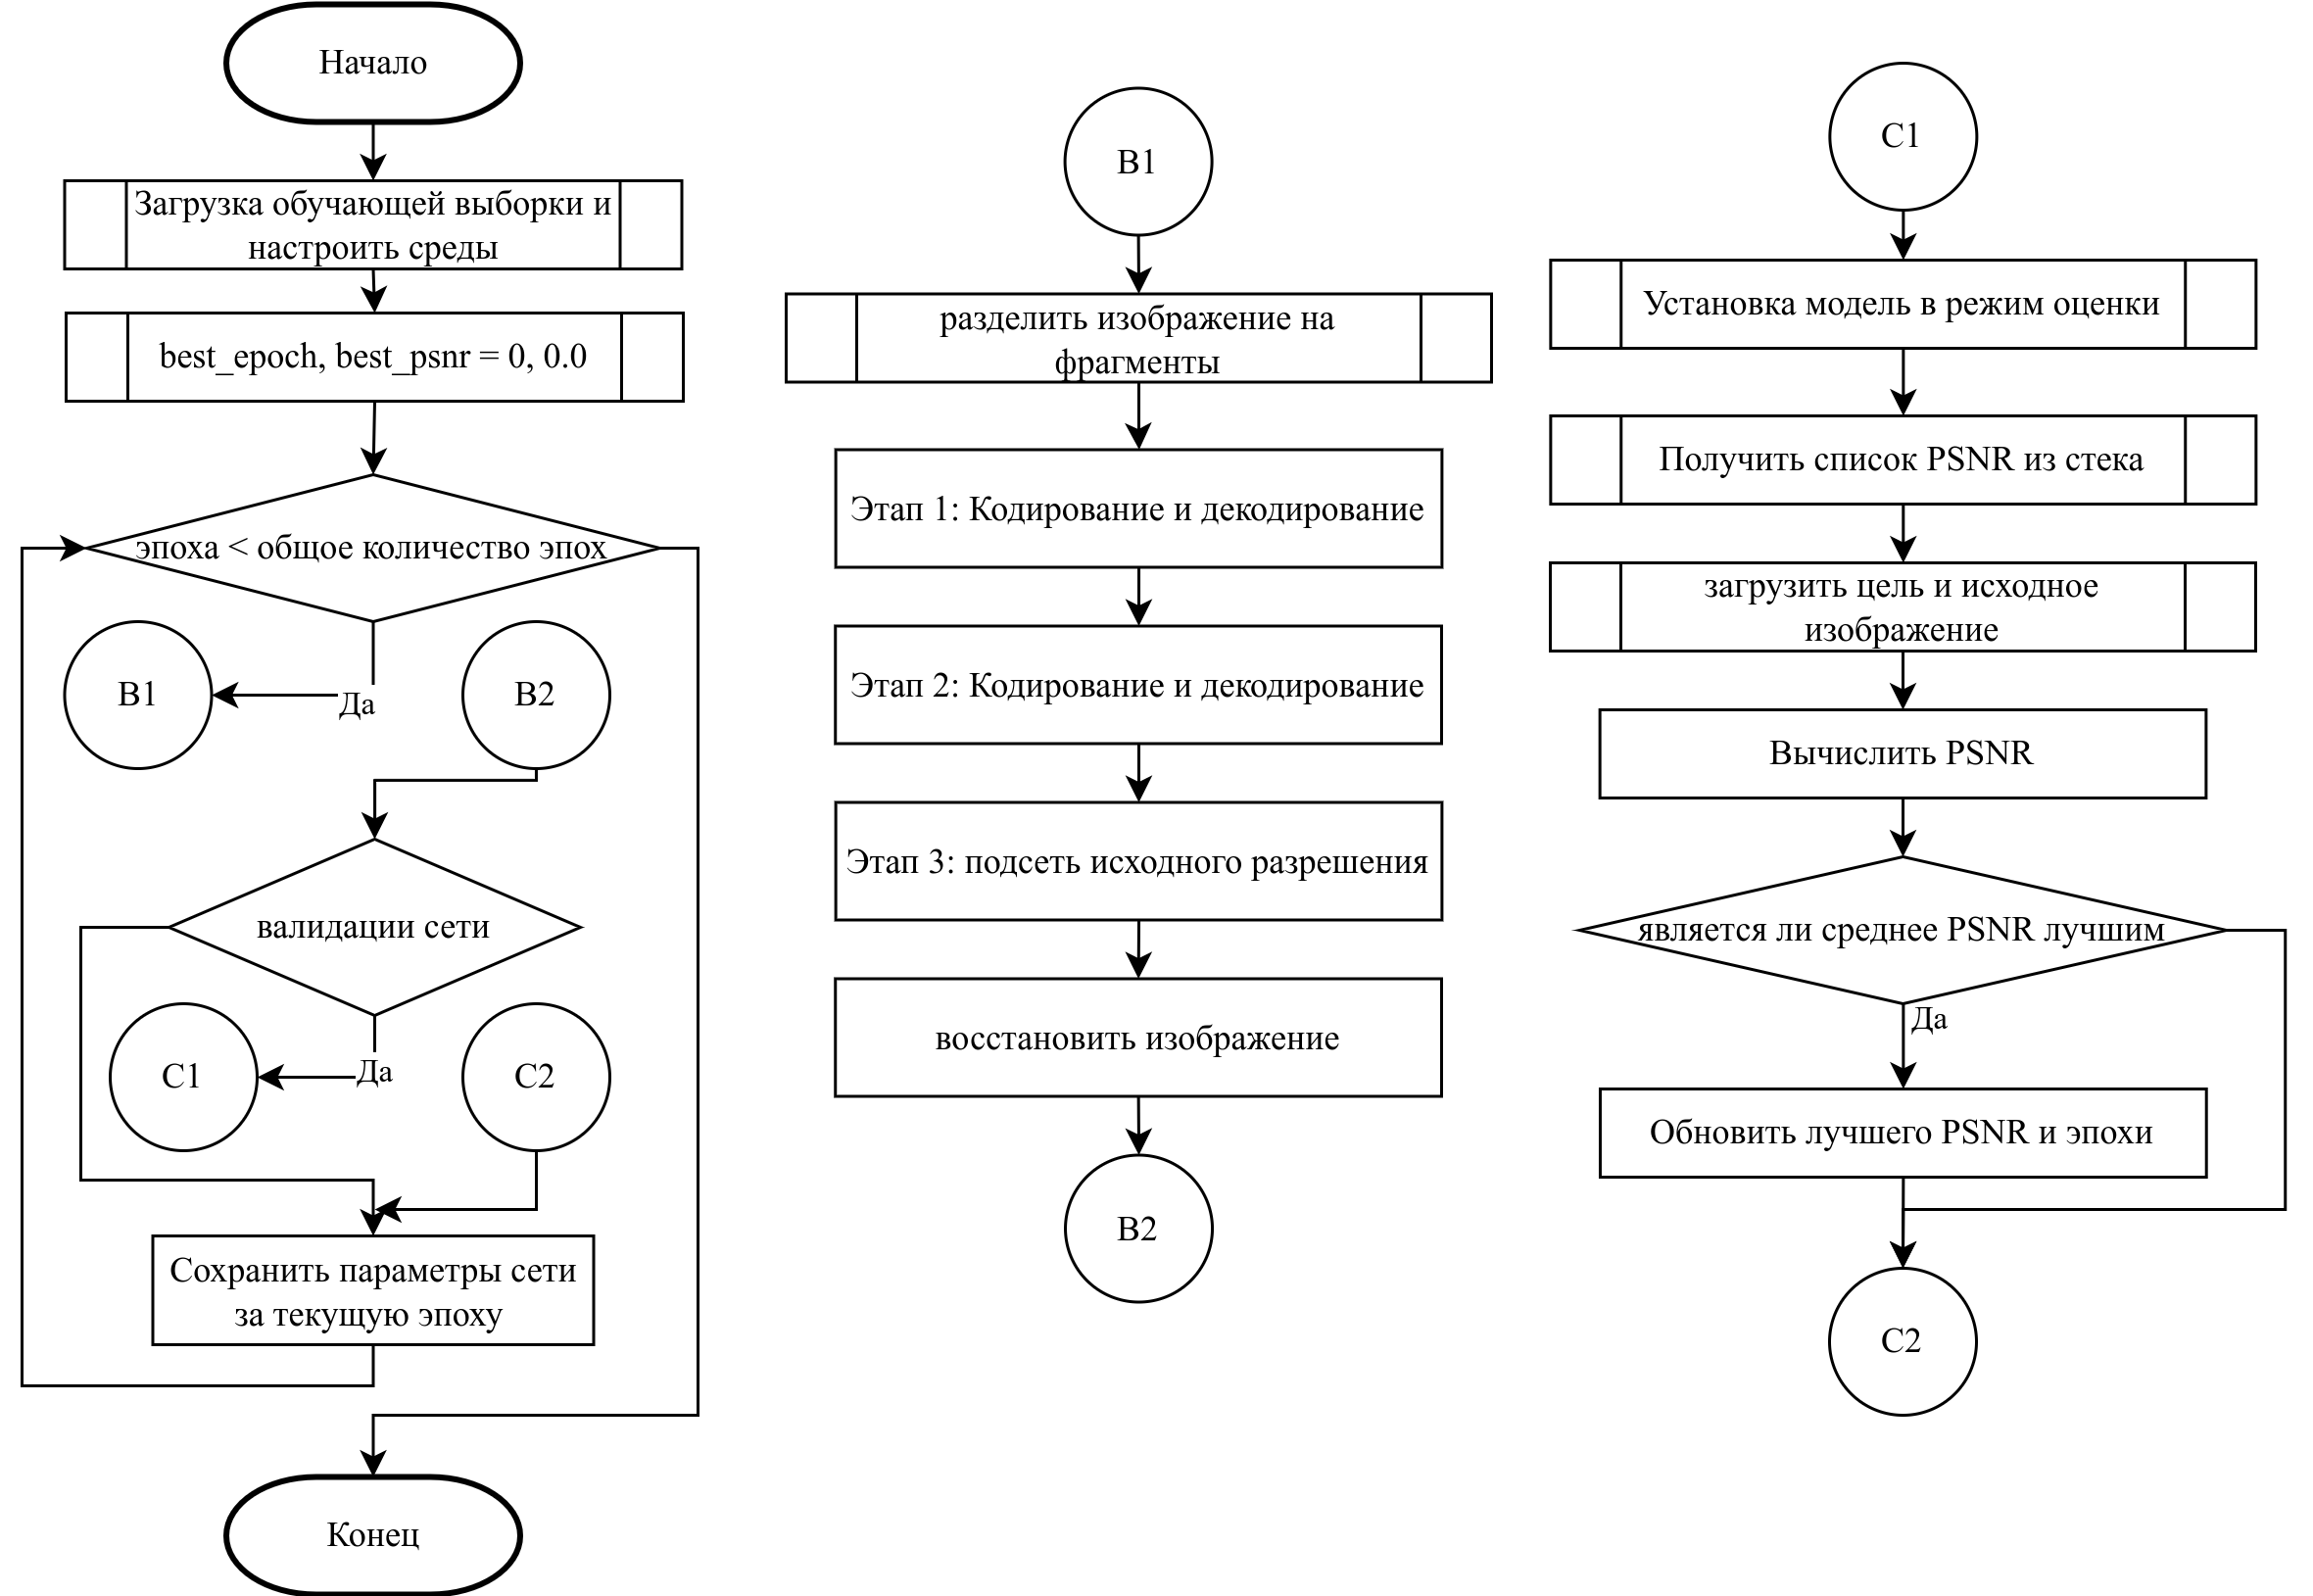 Начало
Загрузка обучающей выборки и
настроить среды
best_epoch, best_psnr = 0, 0.0
эпоха < общое количество эпох
B1
Да
B2
валидации сети
C1
Да
C2
Сохранить параметры сети
за текущую эпоху
Конец
B1
разделить изображение на
фрагменты
Этап 1: Кодирование и декодирование
Этап 2: Кодирование и декодирование
Этап 3: подсеть исходного разрешения
восстановить изображение
B2
C1
Установка модель в режим оценки
Получить список PSNR из стека
загрузить цель и исходное
изображение
Вычислить PSNR
является ли среднее PSNR лучшим
Да
Обновить лучшего PSNR и эпохи
C2